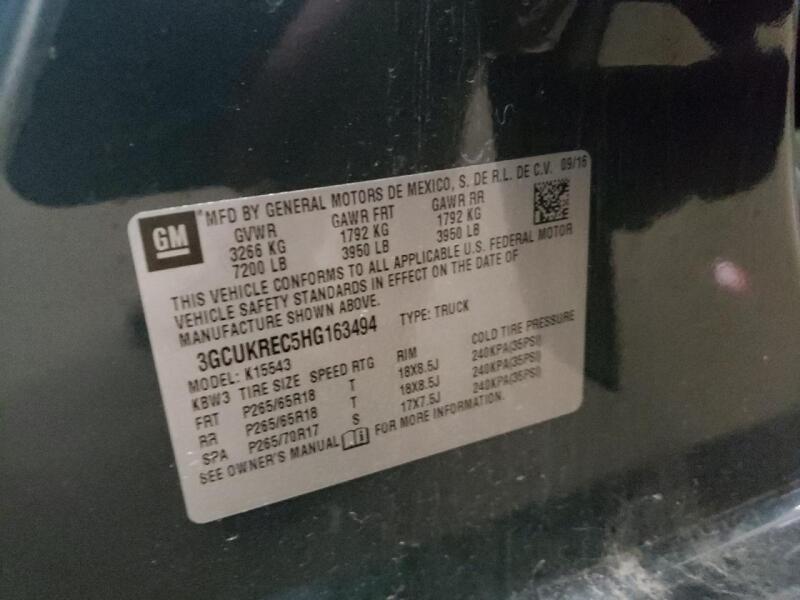 GM
MFD BY GENERAL MOTORS DE MEXICO, S. DE R.L. DE C.V. 09/16
GVWR GAWR FRT GAWR RR
3266 KG 1792 KG 1792 KG
7200 LB 3950 LB 3950 LB
THIS VEHICLE CONFORMS TO ALL APPLICABLE U.S. FEDERAL MOTOR
VEHICLE SAFETY STANDARDS IN EFFECT ON THE DATE OF
MANUFACTURE SHOWN ABOVE.
3GCUKREC5HG163494 TYPE: TRUCK
MODEL: K15543
KBW3 TIRE SIZE SPEED RTG RIM COLD TIRE PRESSURE
FRT P265/65R18 T 18X8.5J 240KPA(35PSI)
RR P265/65R18 T 18X8.5J 240KPA(35PSI)
SPA P265/70R17 S 17X7.5J 240KPA(35PSI)
SEE OWNER'S MANUAL FOR MORE INFORMATION.